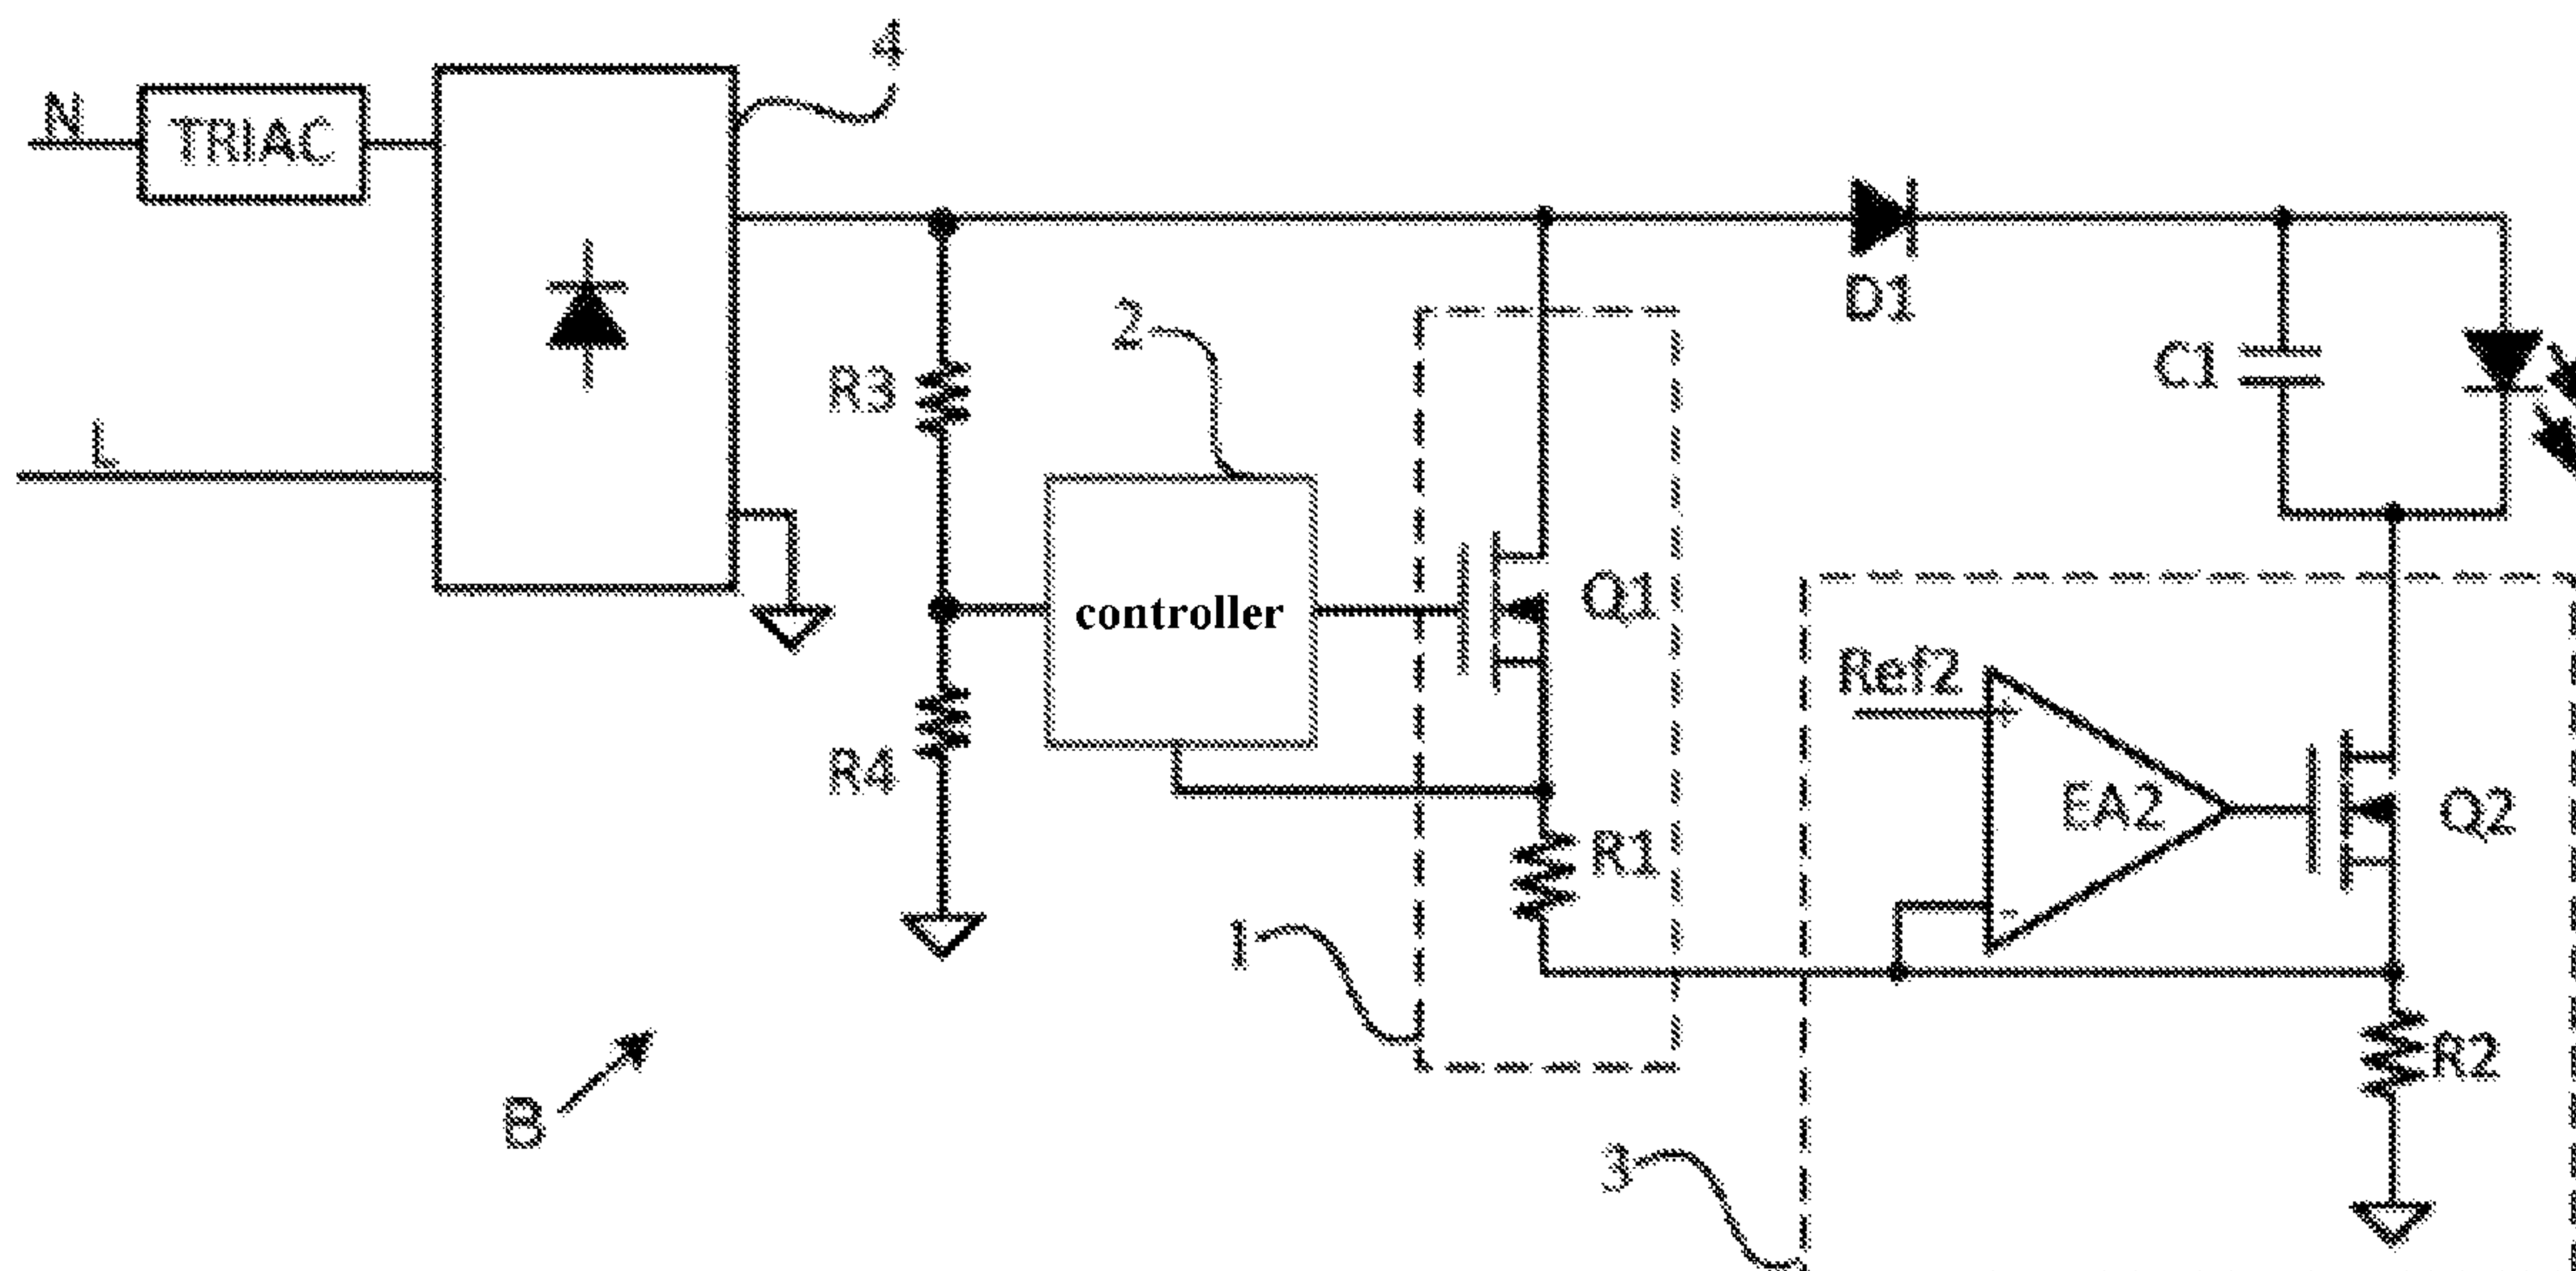 4
N
TRIAC
L
2
D1
R3
C1
controller
Q1
Ref2
+
R4
EA2
Q2
R1
-
1
R2
B
3